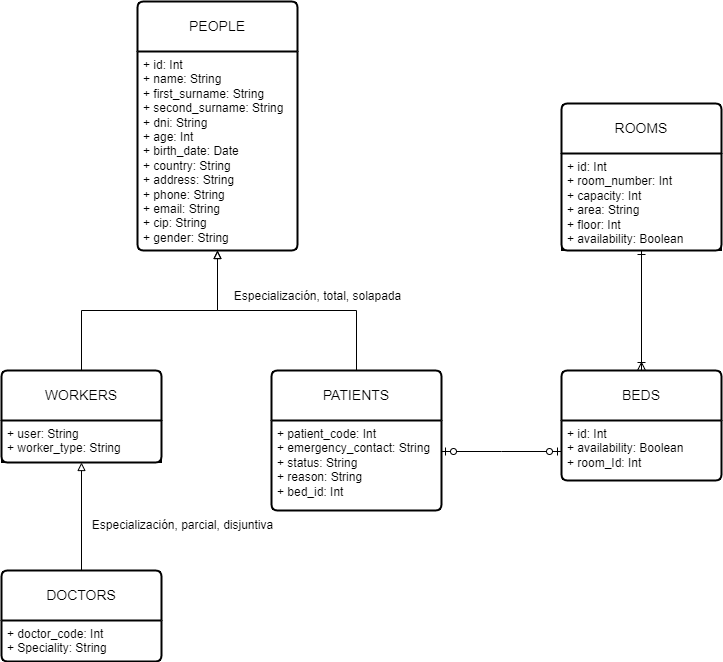 PEOPLE
+ id: Int
+ name: String
+ first_surname: String
+ second_surname: String
+ dni: String
+ age: Int
+ birth_date: Date
+ country: String
+ address: String
+ phone: String
+ email: String
+ cip: String
+ gender: String
ROOMS
+ id: Int
+ room_number: Int
+ capacity: Int
+ area: String
+ floor: Int
+ availability: Boolean
Especialización, total, solapada
WORKERS
+ user: String
+ worker_type: String
PATIENTS
+ patient_code: Int
+ emergency_contact: String
+ status: String
+ reason: String
+ bed_id: Int
BEDS
+ id: Int
+ availability: Boolean
+ room_Id: Int
Especialización, parcial, disjuntiva
DOCTORS
+ doctor_code: Int
+ Speciality: String